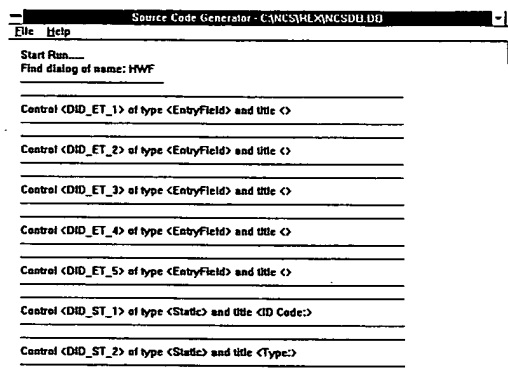 Source Code Generator - C:\NCS\HLX\NCSDB.DB
File Help
Start Run.....
Find dialog of name: HWF
Control <DID_ET_1> of type <EntryField> and title <>
Control <DID_ET_2> of type <EntryField> and title <>
Control <DID_ET_3> of type <EntryField> and title <>
Control <DID_ET_4> of type <EntryField> and title <>
Control <DID_ET_5> of type <EntryField> and title <>
Control <DID_ST_1> of type <Static> and title <ID Code:>
Control <DID_ST_2> of type <Static> and title <Type:>